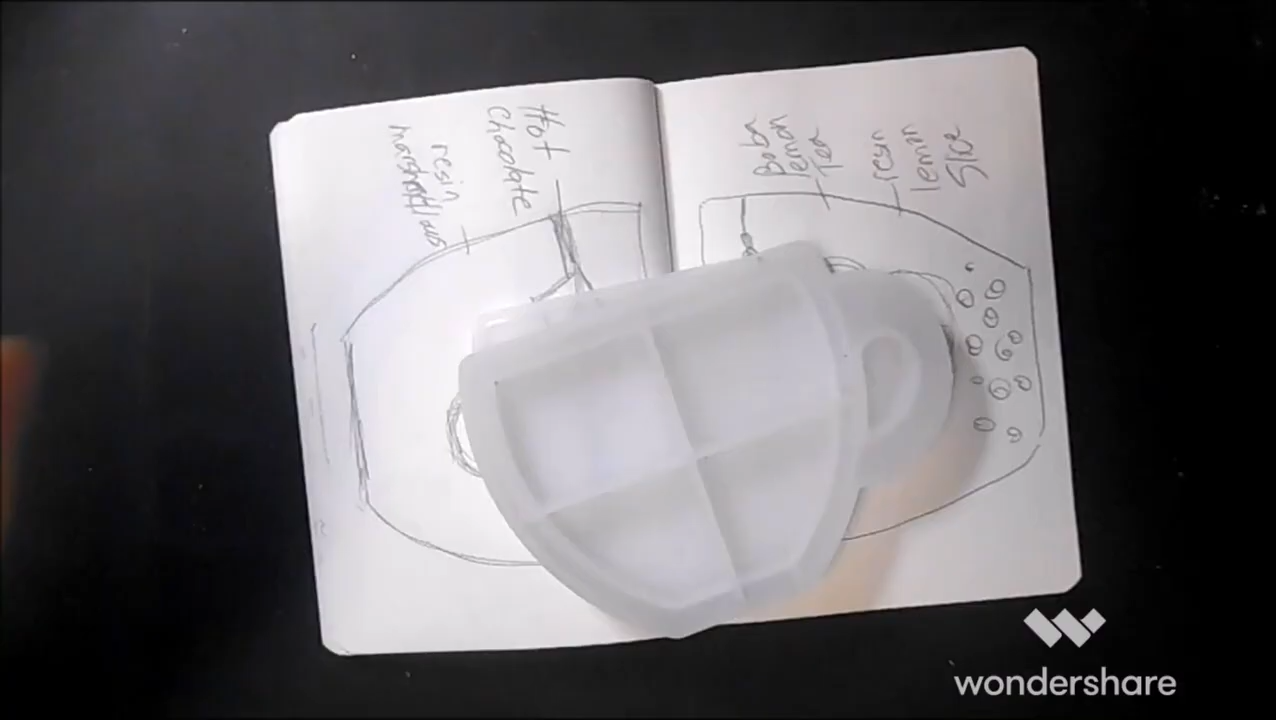 Hot
Chocolate
resin
marshmallows
Boba
lemon
Tea
resin
lemon
Slice
wondershare